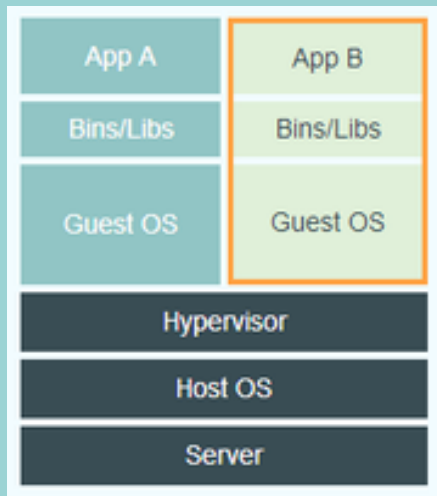 App A
App B
Bins/Libs
Bins/Libs
Guest OS
Guest OS
Hypervisor
Host OS
Server